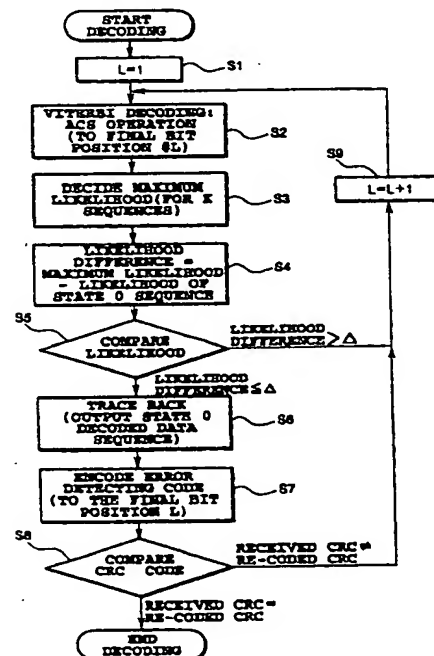 START
DECODING
L=1
S1
VITERBI DECODING:
ACS OPERATION
(TO FINAL BIT
POSITION @L)
S2
S9
L=L+1
DECIDE MAXIMUM
LIKELIHOOD(FOR K
SEQUENCES)
S3
LIKELIHOOD
DIFFERENCE =
MAXIMUM LIKELIHOOD
- LIKELIHOOD OF
STATE 0 SEQUENCE
S4
S5
COMPARE
LIKELIHOOD
LIKELIHOOD
DIFFERENCE > Δ
LIKELIHOOD
DIFFERENCE ≤ Δ
TRACE BACK
(OUTPUT STATE 0
DECODED DATA
SEQUENCE)
S6
ENCODE ERROR
DETECTING CODE
(TO THE FINAL BIT
POSITION L)
S7
S8
COMPARE
CRC CODE
RECEIVED CRC ≠
RE-CODED CRC
RECEIVED CRC =
RE-CODED CRC
END
DECODING